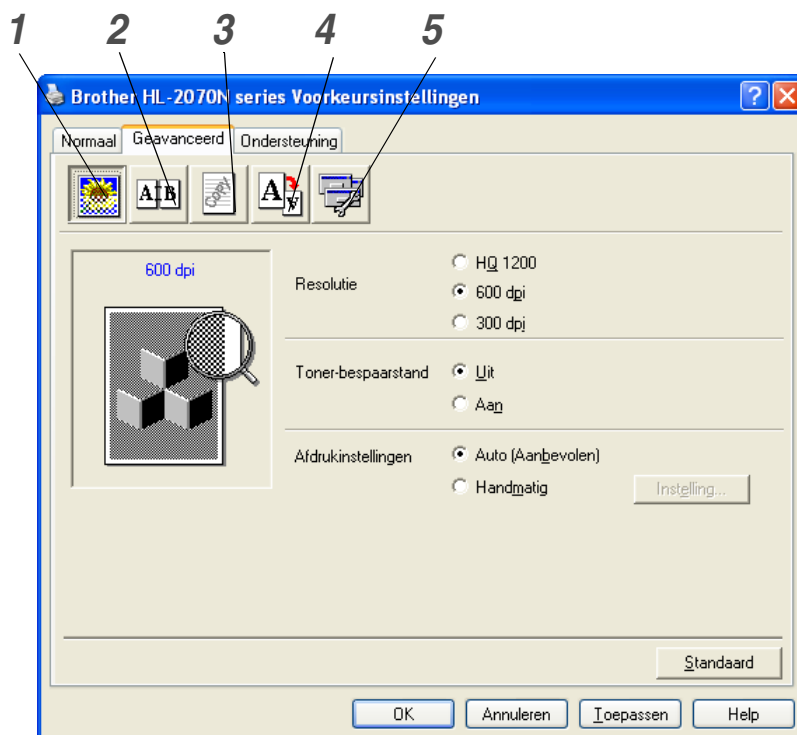 1 2 3 4 5
Brother HL-2070N series Voorkeursinstellingen
Normaal Geavanceerd Ondersteuning
A B COPY A A
600 dpi
Resolutie
HQ 1200
600 dpi
300 dpi
Toner-bespaarstand
Uit
Aan
Afdrukinstellingen
Auto (Aanbevolen)
Handmatig
Instelling...
Standaard
OK Annuleren Toepassen Help